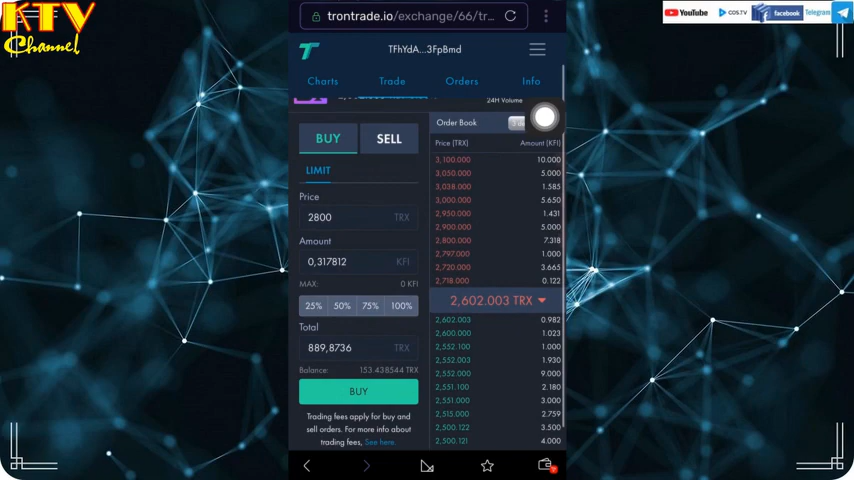 KTV
Channel
YouTube
COS.TV
facebook
Telegram
trontrade.io/exchange/66/tr...
TFhYdA...3FpBmd
Charts Trade Orders Info
24H Volume
BUY SELL
LIMIT
Price
2800 TRX
Amount
0,317812 KFI
MAX: 0 KFI
25% 50% 75% 100%
Total
889,8736 TRX
Balance: 153.438544 TRX
BUY
Trading fees apply for buy and
sell orders. For more info about
trading fees, See here.
Order Book
Price (TRX) Amount (KFI)
3,100.000 10.000
3,050.000 5.000
3,038.000 1.585
3,000.000 5.650
2,950.000 1.431
2,900.000 5.000
2,800.000 7.318
2,797.000 1.000
2,720.000 3.665
2,718.000 0.122
2,602.003 TRX
2,602.003 0.982
2,600.000 1.023
2,552.100 1.000
2,552.003 1.930
2,552.000 9.000
2,551.100 2.180
2,551.000 3.000
2,515.000 2.759
2,500.122 3.500
2,500.121 4.000